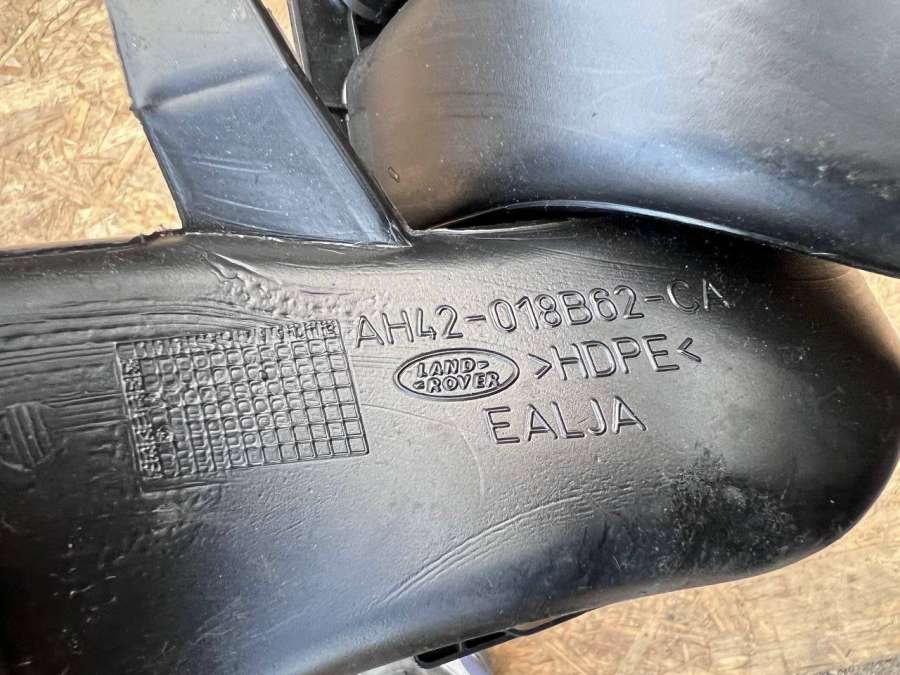 AH42-018B62-CA
LAND-
-ROVER
>HDPE<
EALJA